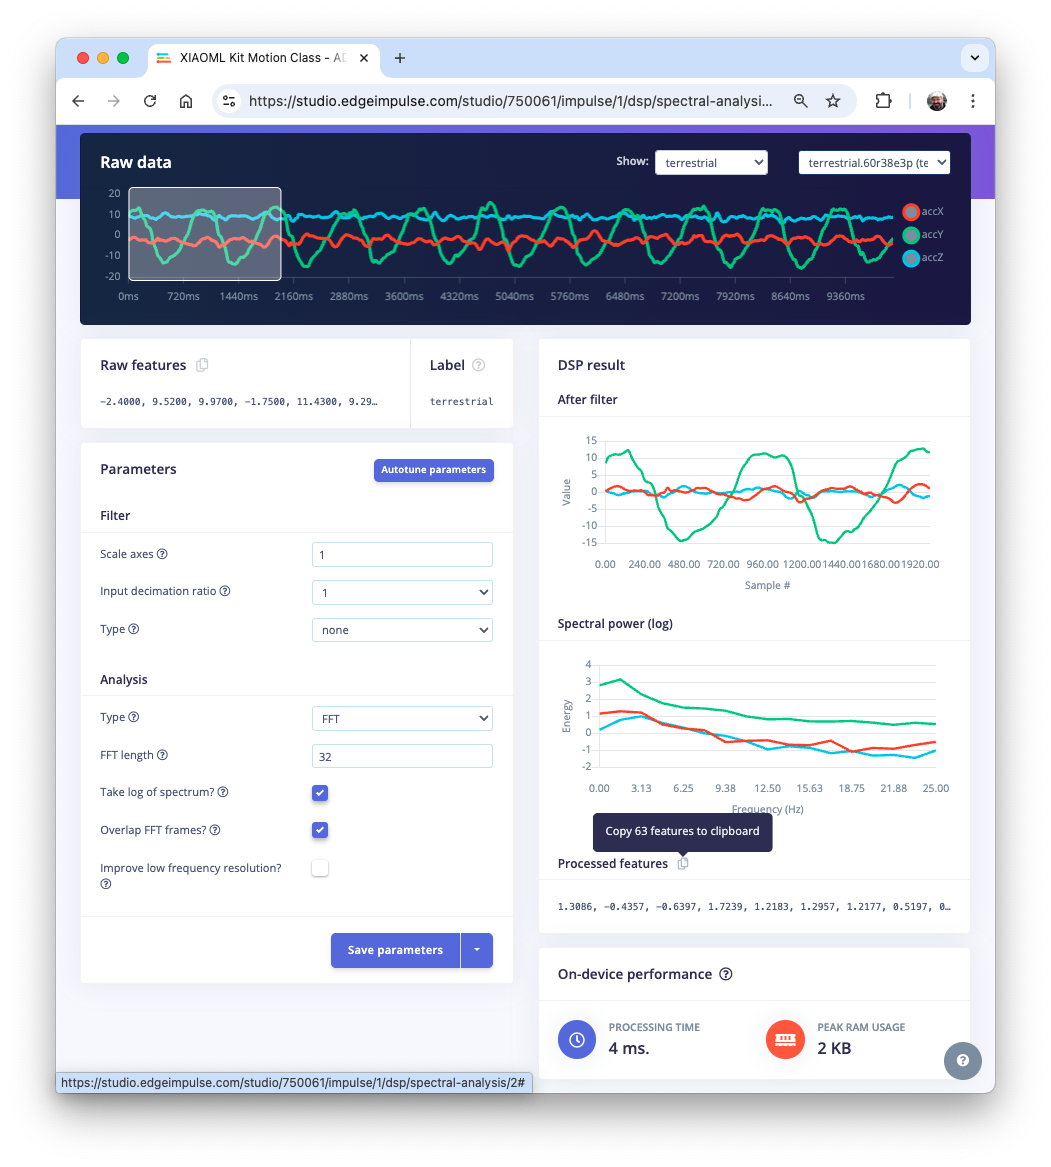 XIAOML Kit Motion Class - AD
https://studio.edgeimpulse.com/studio/750061/impulse/1/dsp/spectral-analysis...
Raw data
Show:
terrestrial
terrestrial.60r38e3p (te
20
10
0
-10
-20
0ms
720ms
1440ms
2160ms
2880ms
3600ms
4320ms
5040ms
5760ms
6480ms
7200ms
7920ms
8640ms
9360ms
accX
accY
accZ
Raw features
-2.4000, 9.5200, 9.9700, -1.7500, 11.4300, 9.29…
Label
terrestrial
Parameters
Autotune parameters
Filter
Scale axes
1
Input decimation ratio
1
Type
none
Analysis
Type
FFT
FFT length
32
Take log of spectrum?
Overlap FFT frames?
Improve low frequency resolution?
Save parameters
DSP result
After filter
Value
15
10
5
0
-5
-10
-15
0.00
240.00
480.00
720.00
960.00
1200.00
1440.00
1680.00
1920.00
Sample #
Spectral power (log)
Energy
4
3
2
1
0
-1
-2
0.00
3.13
6.25
9.38
12.50
15.63
18.75
21.88
25.00
Frequency (Hz)
Copy 63 features to clipboard
Processed features
1.3086, -0.4357, -0.6397, 1.7239, 1.2183, 1.2957, 1.2177, 0.5197, 0…
On-device performance
PROCESSING TIME
4 ms.
PEAK RAM USAGE
2 KB
https://studio.edgeimpulse.com/studio/750061/impulse/1/dsp/spectral-analysis/2#